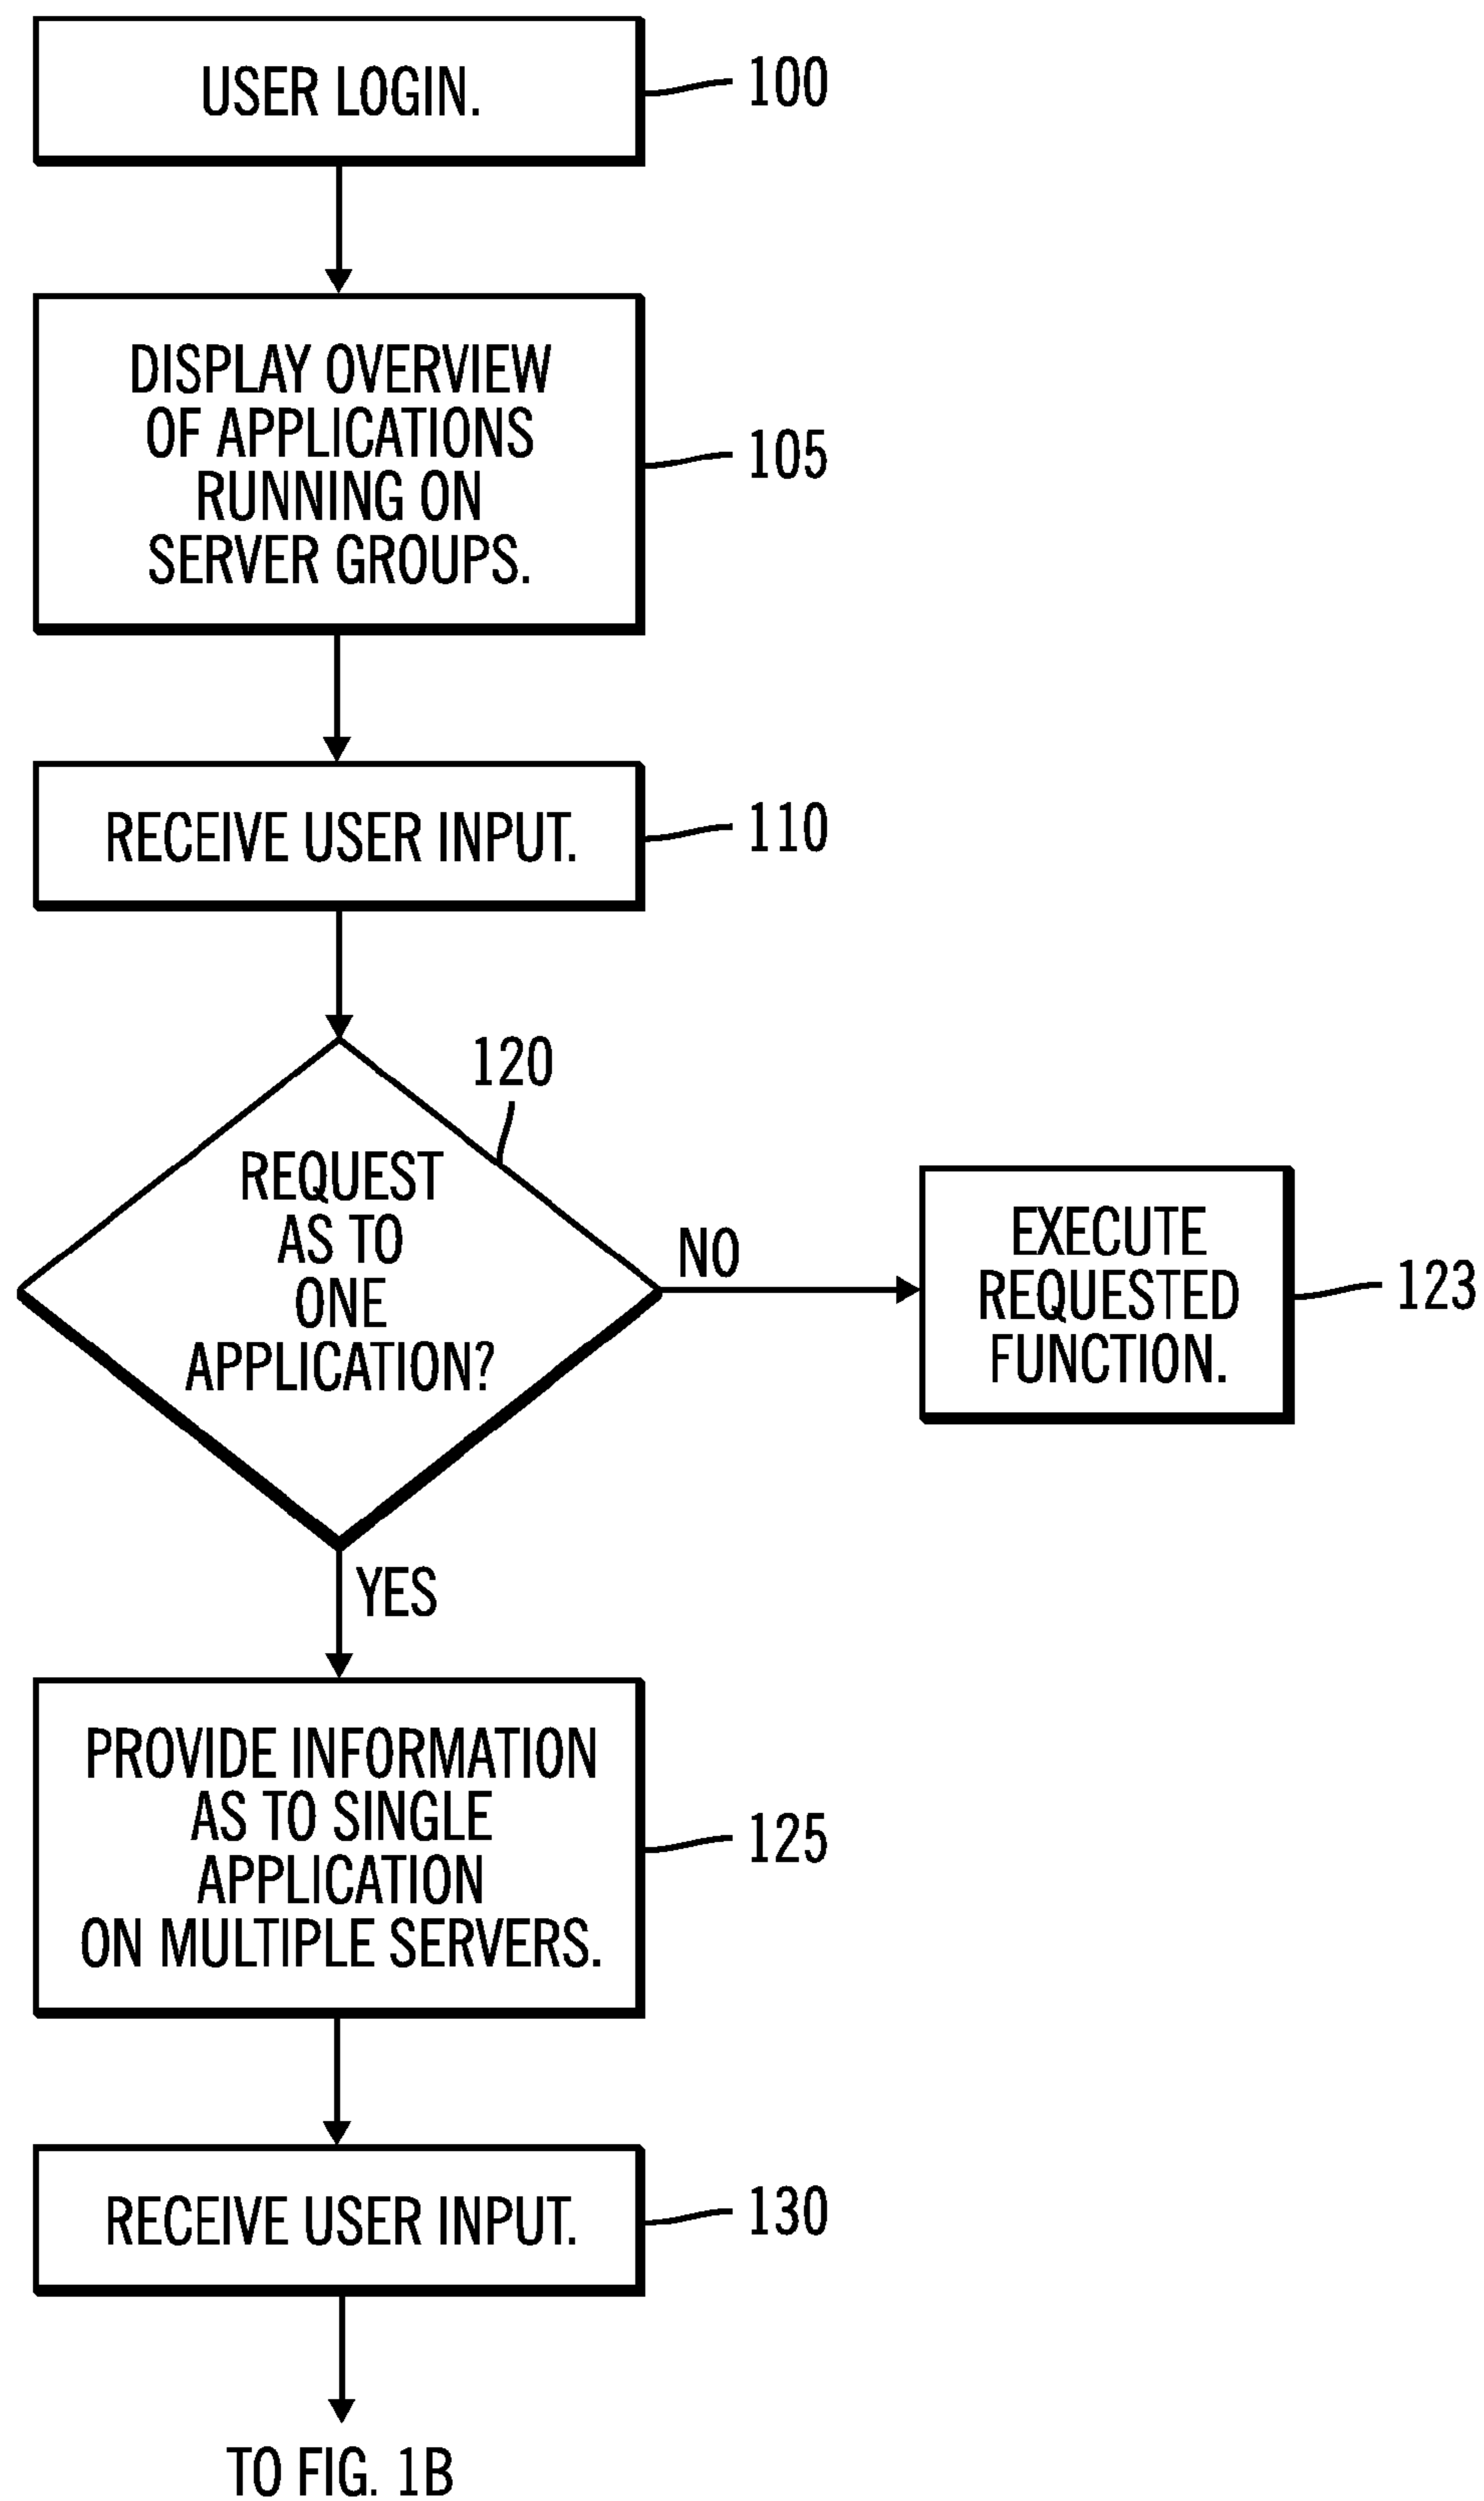 USER LOGIN.
100
DISPLAY OVERVIEW
OF APPLICATIONS
RUNNING ON
SERVER GROUPS.
105
RECEIVE USER INPUT.
110
120
REQUEST
AS TO
ONE
APPLICATION?
NO
EXECUTE
REQUESTED
FUNCTION.
123
YES
PROVIDE INFORMATION
AS TO SINGLE
APPLICATION
ON MULTIPLE SERVERS.
125
RECEIVE USER INPUT.
130
TO FIG. 1B